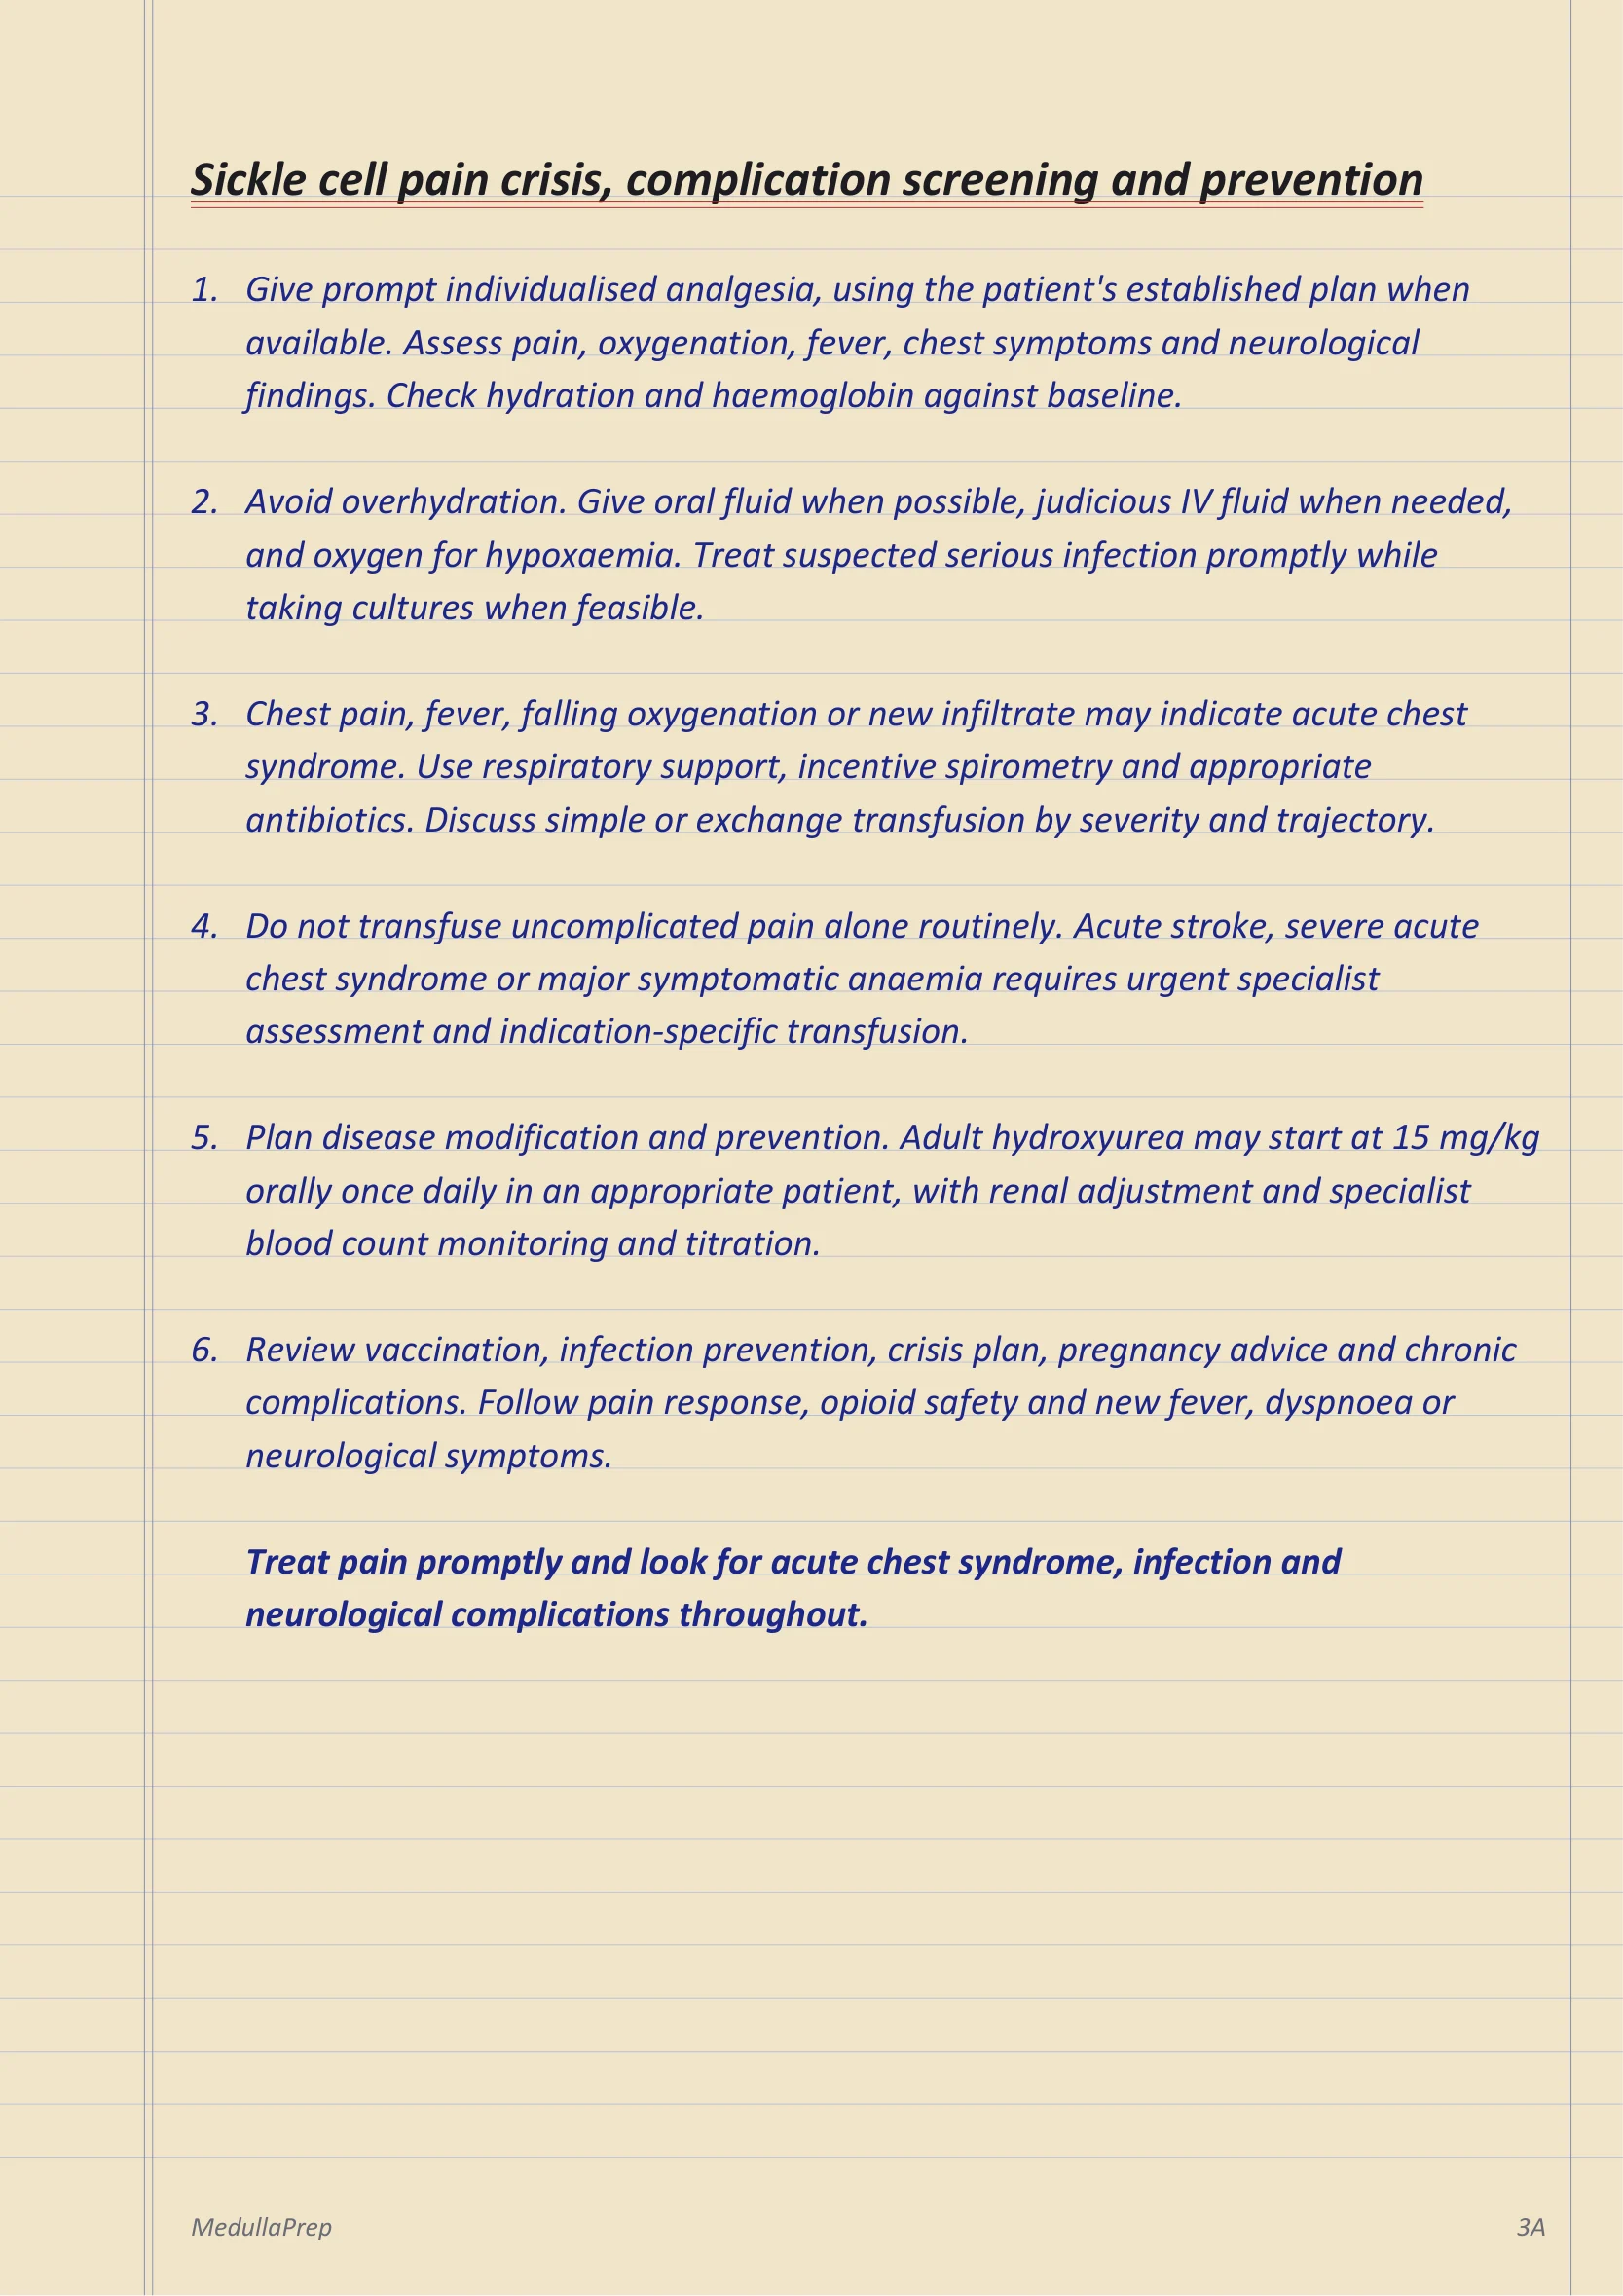 Sickle cell pain crisis, complication screening and prevention
1. Give prompt individualised analgesia, using the patient's established plan when
available. Assess pain, oxygenation, fever, chest symptoms and neurological
findings. Check hydration and haemoglobin against baseline.
2. Avoid overhydration. Give oral fluid when possible, judicious IV fluid when needed,
and oxygen for hypoxaemia. Treat suspected serious infection promptly while
taking cultures when feasible.
3. Chest pain, fever, falling oxygenation or new infiltrate may indicate acute chest
syndrome. Use respiratory support, incentive spirometry and appropriate
antibiotics. Discuss simple or exchange transfusion by severity and trajectory.
4. Do not transfuse uncomplicated pain alone routinely. Acute stroke, severe acute
chest syndrome or major symptomatic anaemia requires urgent specialist
assessment and indication-specific transfusion.
5. Plan disease modification and prevention. Adult hydroxyurea may start at 15 mg/kg
orally once daily in an appropriate patient, with renal adjustment and specialist
blood count monitoring and titration.
6. Review vaccination, infection prevention, crisis plan, pregnancy advice and chronic
complications. Follow pain response, opioid safety and new fever, dyspnoea or
neurological symptoms.
Treat pain promptly and look for acute chest syndrome, infection and
neurological complications throughout.
MedullaPrep
3A